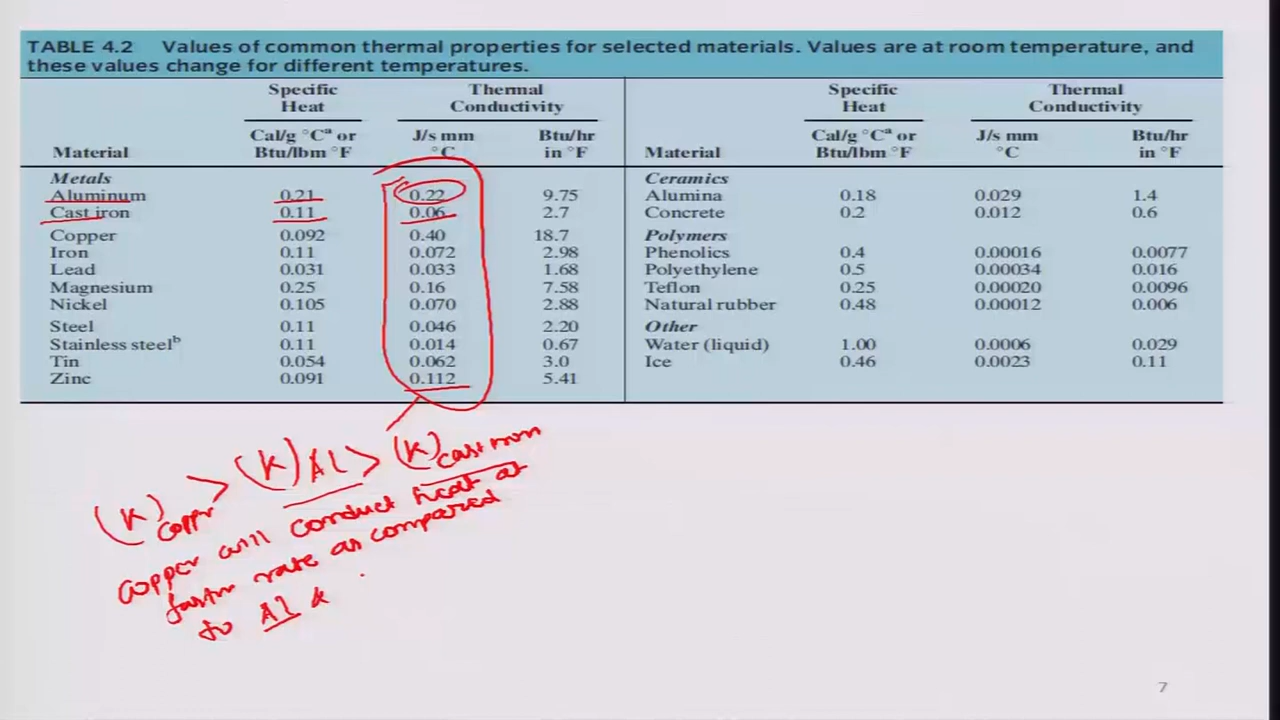 TABLE 4.2 Values of common thermal properties for selected materials. Values are at room temperature, and
these values change for different temperatures.
Specific Heat Thermal Conductivity Specific Heat Thermal Conductivity
Material Cal/g °Cª or Btu/lbm °F J/s mm °C Btu/hr in °F Material Cal/g °Cª or Btu/lbm °F J/s mm °C Btu/hr in °F
Metals Ceramics
Aluminum 0.21 0.22 9.75 Alumina 0.18 0.029 1.4
Cast iron 0.11 0.06 2.7 Concrete 0.2 0.012 0.6
Copper 0.092 0.40 18.7 Polymers
Iron 0.11 0.072 2.98 Phenolics 0.4 0.00016 0.0077
Lead 0.031 0.033 1.68 Polyethylene 0.5 0.00034 0.016
Magnesium 0.25 0.16 7.58 Teflon 0.25 0.00020 0.0096
Nickel 0.105 0.070 2.88 Natural rubber 0.48 0.00012 0.006
Steel 0.11 0.046 2.20 Other
Stainless steelᵇ 0.11 0.014 0.67 Water (liquid) 1.00 0.0006 0.029
Tin 0.054 0.062 3.0 Ice 0.46 0.0023 0.11
Zinc 0.091 0.112 5.41
(K) copper > (K) Al > (K) cast iron
copper will conduct heat at
faster rate as compared
to Al &
7